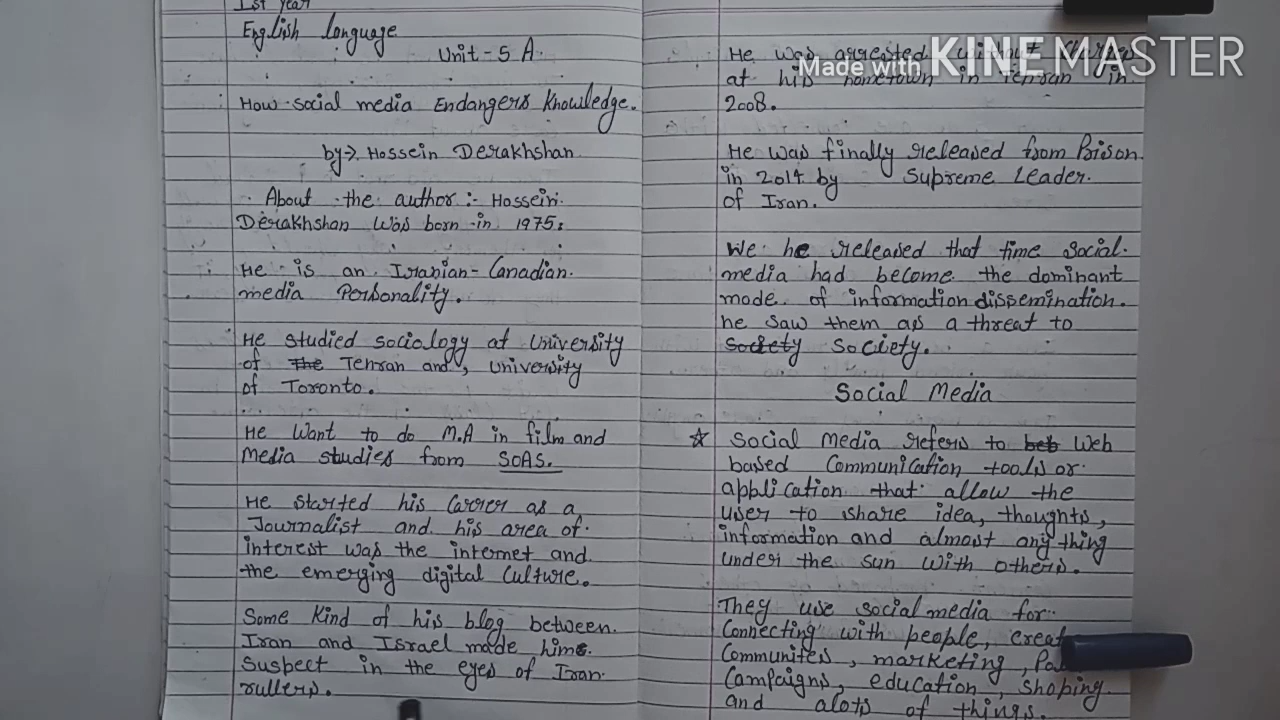 1st year
English language
Unit-5 A.
How social media Endangers Knowledge.
by→ Hossein Derakhshan
About the author :- Hossein
Derakhshan was born in 1975.
He is an Iranian-Canadian
media Personality.
He studied sociology at University
of The Tehran and, University
of Toronto.
He want to do M.A in film and
Media studies from SOAS.
He started his Carrer as a
Journalist and his area of
interest was the internet and
the emerging digital Culture.
Some Kind of his blog between
Iran and Israel made him
Suspect in the eyes of Iran
rullers.
Made with KINEMASTER
He was arrested without
at his hometown in Tehran in
2008.
He was finally released from Prison
in 2014 by Supreme Leader.
of Iran.
We he released that time social
media had become the dominant
mode of information dissemination.
he saw them as a threat to
Society Society.
Social Media
☆ Social Media refers to Web
based Communication tools or
application that allow the
user to share idea, thoughts,
information and almost any thing
under the sun with others.
They use social media for
Connecting with people,
Communites, marketing,
Campaigns, education, shoping
and alots of things.